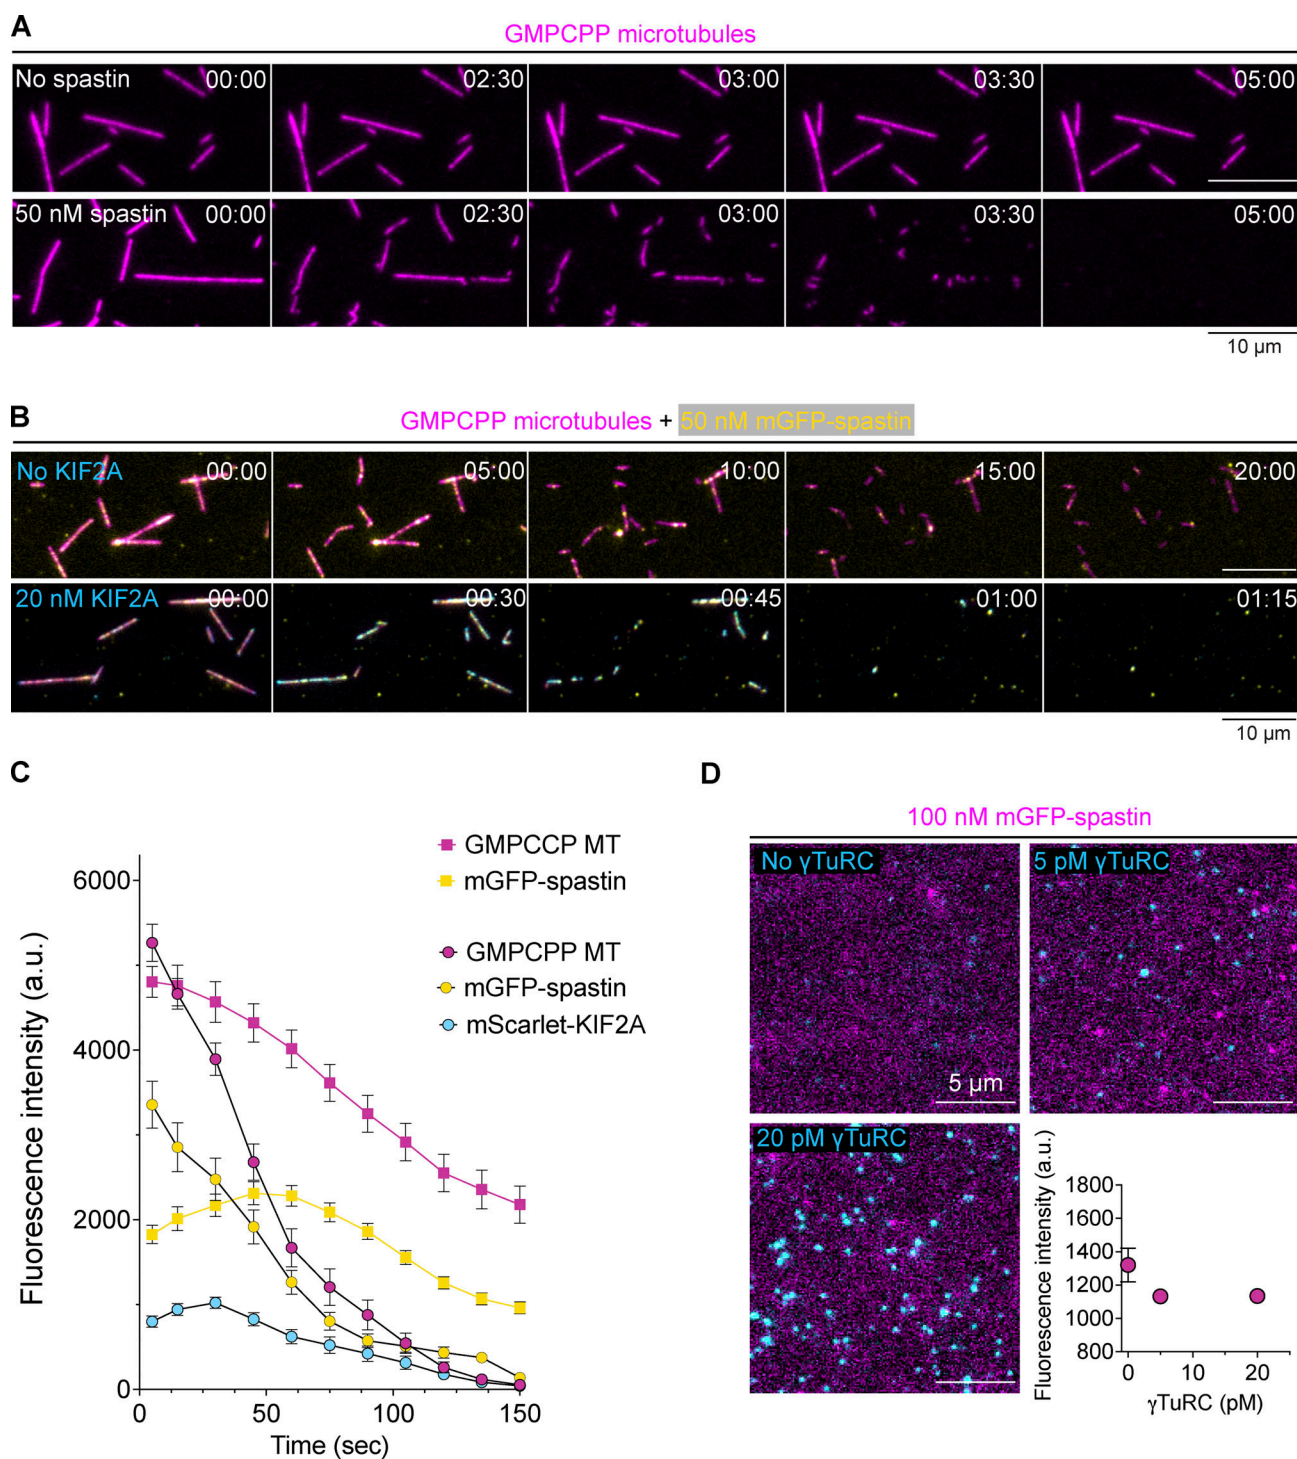 A
GMPCPP microtubules
No spastin 00:00 02:30 03:00 03:30 05:00
50 nM spastin 00:00 02:30 03:00 03:30 05:00
10 µm
B
GMPCPP microtubules + 50 nM mGFP-spastin
No KIF2A 00:00 05:00 10:00 15:00 20:00
20 nM KIF2A 00:00 00:30 00:45 01:00 01:15
10 µm
C
GMPCCP MT
mGFP-spastin
GMPCPP MT
mGFP-spastin
mScarlet-KIF2A
Fluorescence intensity (a.u.)
6000
4000
2000
0
0 50 100 150
Time (sec)
D
100 nM mGFP-spastin
No γTuRC
5 pM γTuRC
5 µm
20 pM γTuRC
Fluorescence intensity (a.u.)
1800
1600
1400
1200
1000
800
0 10 20
γTuRC (pM)